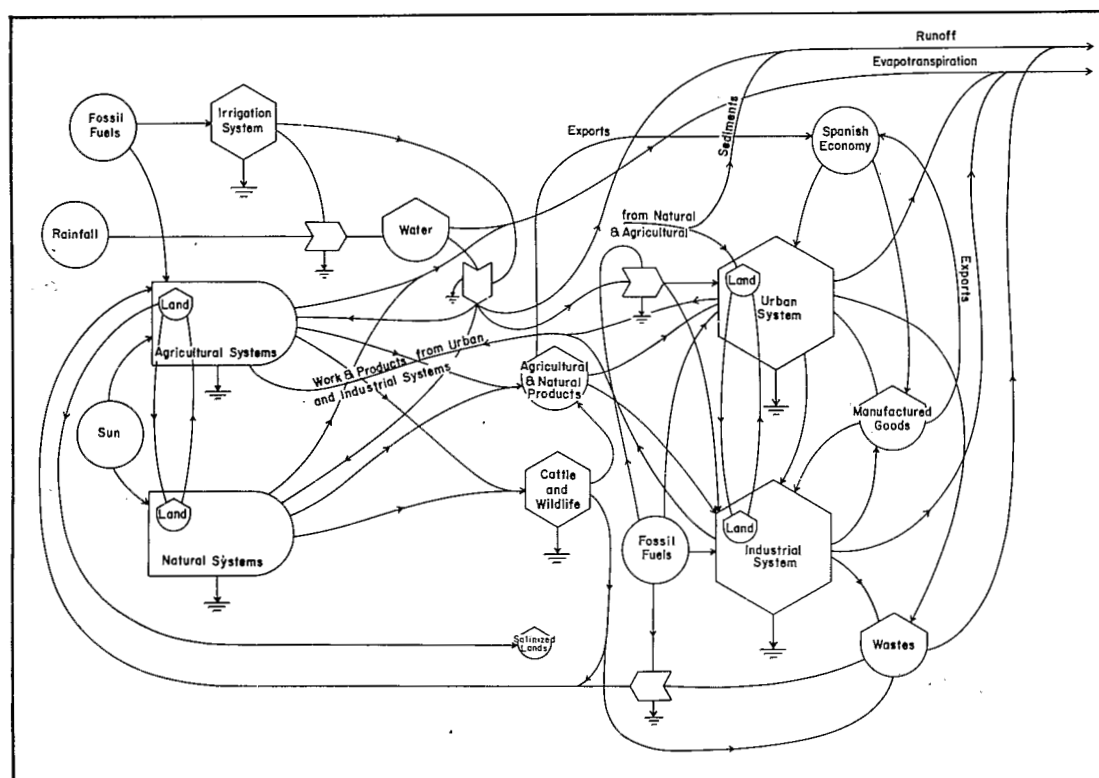 Runoff
Evapotranspiration
Fossil
Fuels
Irrigation
System
Exports
Sediments
Spanish
Economy
Rainfall
Water
from Natural
& Agricultural
Land
Urban
System
Exports
Land
Agricultural Systems
Work & Products from Urban
and Industrial Systems
Agricultural
& Natural
Products
Manufactured
Goods
Sun
Cattle
and
Wildlife
Land
Natural Systems
Fossil
Fuels
Land
Industrial
System
Salinized
Lands
Wastes